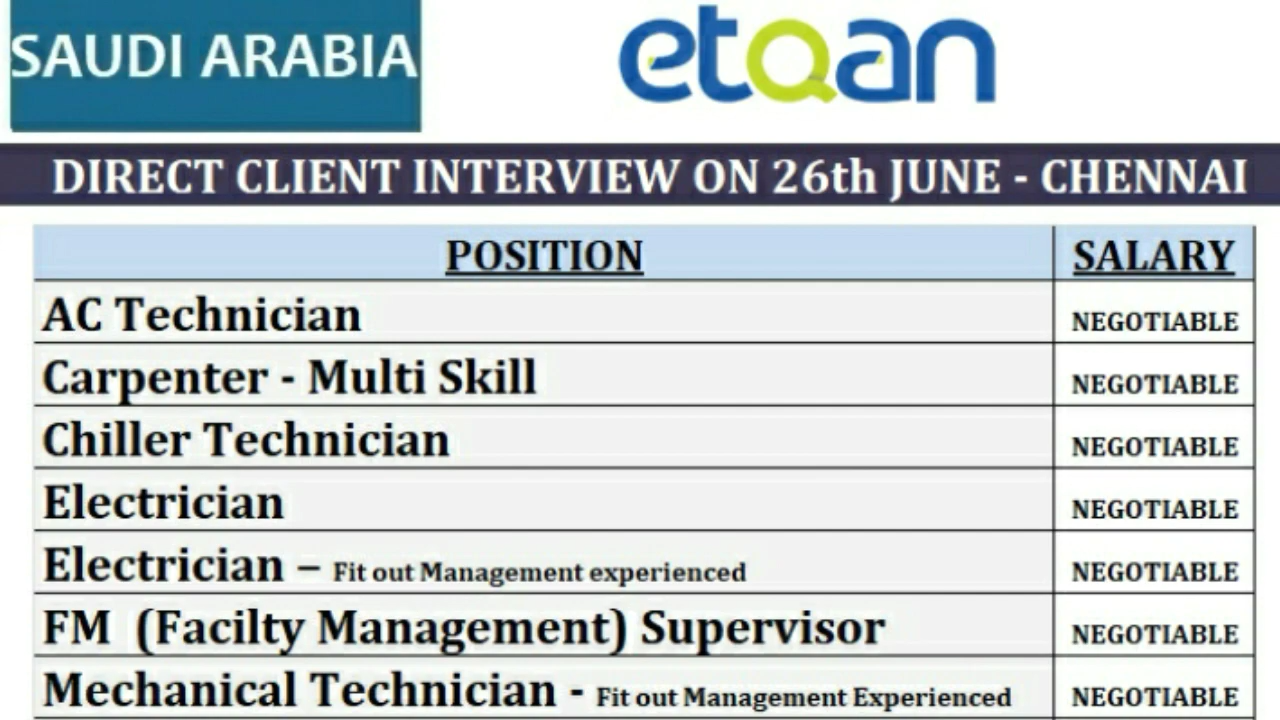 SAUDI ARABIA
etqan
DIRECT CLIENT INTERVIEW ON 26th JUNE - CHENNAI
POSITION SALARY
AC Technician NEGOTIABLE
Carpenter - Multi Skill NEGOTIABLE
Chiller Technician NEGOTIABLE
Electrician NEGOTIABLE
Electrician – Fit out Management experienced NEGOTIABLE
FM (Facilty Management) Supervisor NEGOTIABLE
Mechanical Technician - Fit out Management Experienced NEGOTIABLE